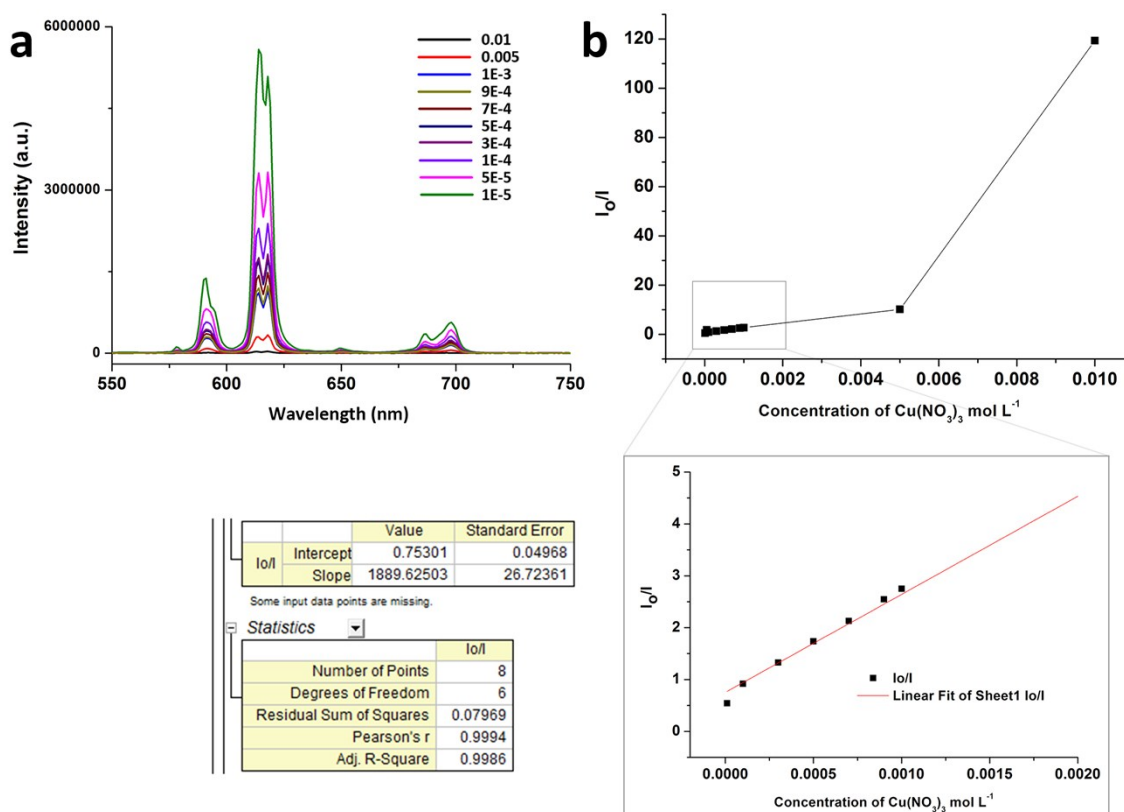 a
6000000
3000000
0
Intensity (a.u.)
0.01
0.005
1E-3
9E-4
7E-4
5E-4
3E-4
1E-4
5E-5
1E-5
550 600 650 700 750
Wavelength (nm)
b
120
100
80
60
40
20
0
I₀/I
0.000 0.002 0.004 0.006 0.008 0.010
Concentration of Cu(NO₃)₃ mol L⁻¹
Value Standard Error
Io/I Intercept 0.75301 0.04968
Slope 1889.62503 26.72361
Some input data points are missing.
Statistics
Io/I
Number of Points 8
Degrees of Freedom 6
Residual Sum of Squares 0.07969
Pearson's r 0.9994
Adj. R-Square 0.9986
5
4
3
2
1
0
I₀/I
Io/I
Linear Fit of Sheet1 Io/I
0.0000 0.0005 0.0010 0.0015 0.0020
Concentration of Cu(NO₃)₃ mol L⁻¹